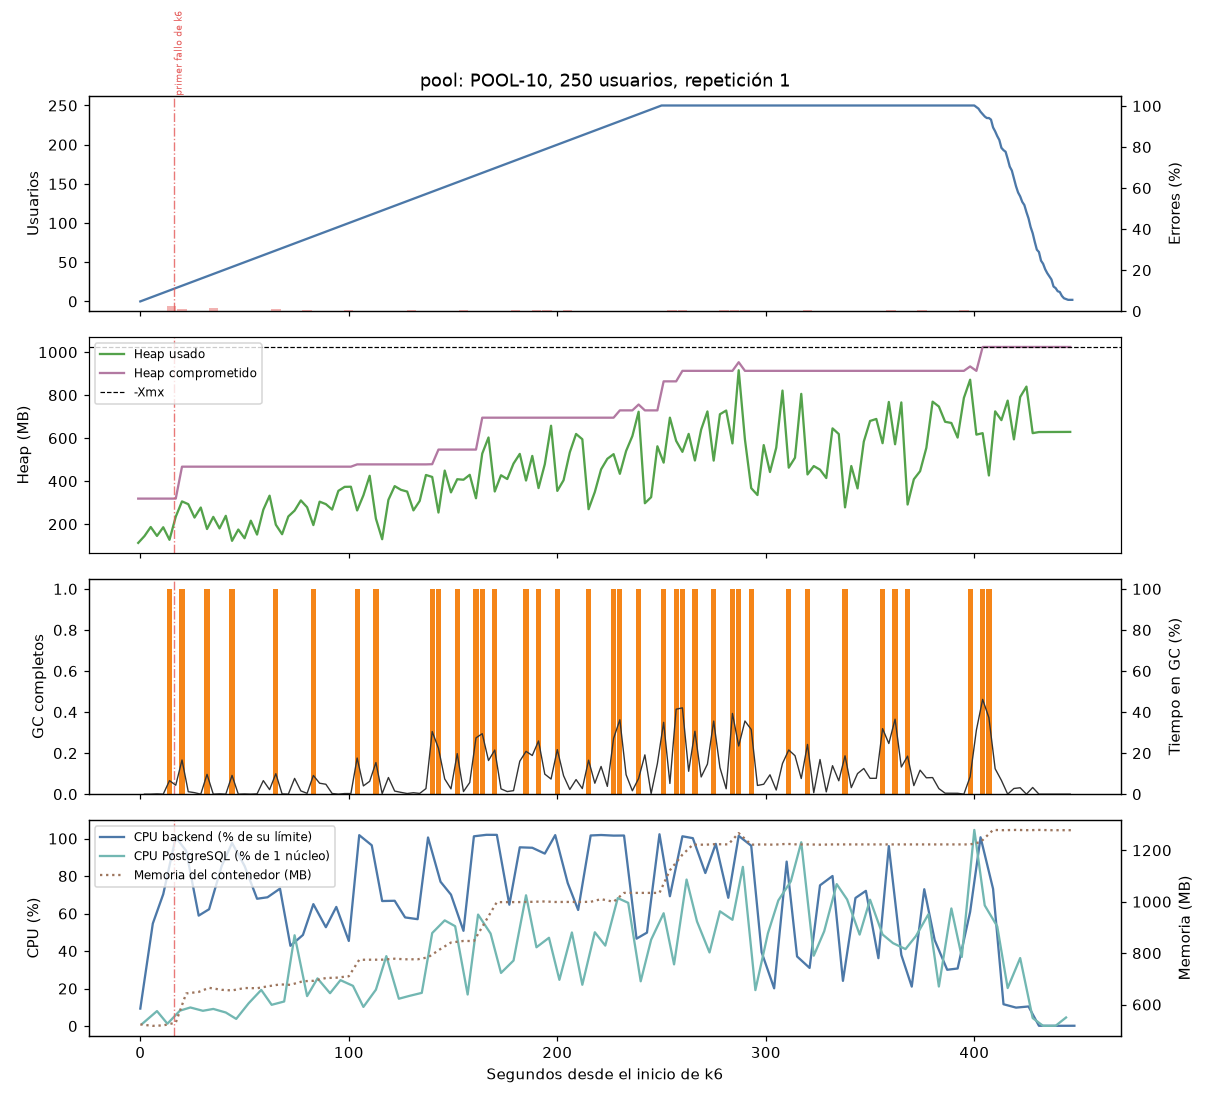 primer fallo de k6
pool: POOL-10, 250 usuarios, repetición 1
250
200
150
100
50
0
Usuarios
100
80
60
40
20
0
Errores (%)
Heap usado
Heap comprometido
-Xmx
1000
800
600
400
200
Heap (MB)
1.0
0.8
0.6
0.4
0.2
0.0
GC completos
100
80
60
40
20
0
Tiempo en GC (%)
CPU backend (% de su límite)
CPU PostgreSQL (% de 1 núcleo)
Memoria del contenedor (MB)
100
80
60
40
20
0
CPU (%)
1200
1000
800
600
Memoria (MB)
0 100 200 300 400
Segundos desde el inicio de k6